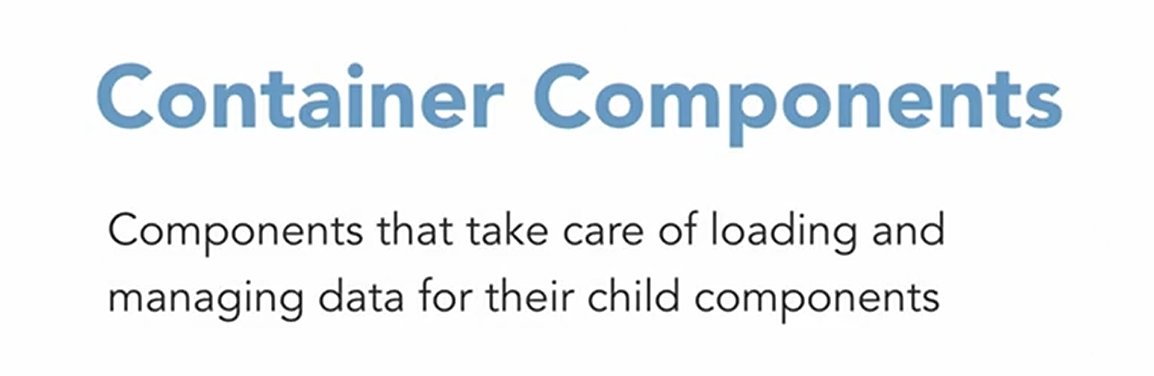 Container Components
Components that take care of loading and
managing data for their child components